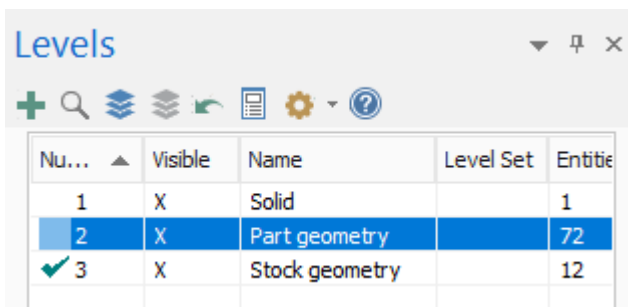 Levels
Nu... Visible Name Level Set Entitie
1 X Solid 1
2 X Part geometry 72
3 X Stock geometry 12